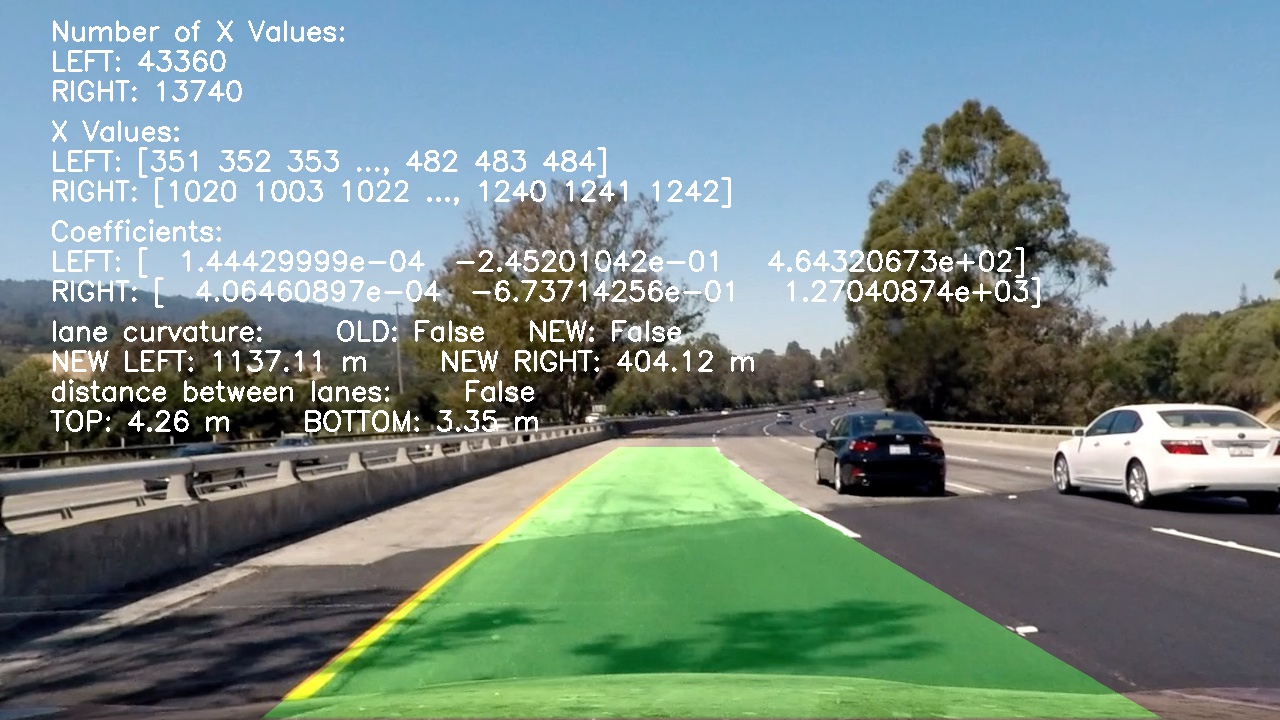 Number of X Values:
LEFT: 43360
RIGHT: 13740
X Values:
LEFT: [351 352 353 ..., 482 483 484]
RIGHT: [1020 1003 1022 ..., 1240 1241 1242]
Coefficients:
LEFT: [ 1.44429999e-04 -2.45201042e-01 4.64320673e+02]
RIGHT: [ 4.06460897e-04 -6.73714256e-01 1.27040874e+03]
lane curvature: OLD: False NEW: False
NEW LEFT: 1137.11 m NEW RIGHT: 404.12 m
distance between lanes: False
TOP: 4.26 m BOTTOM: 3.35 m